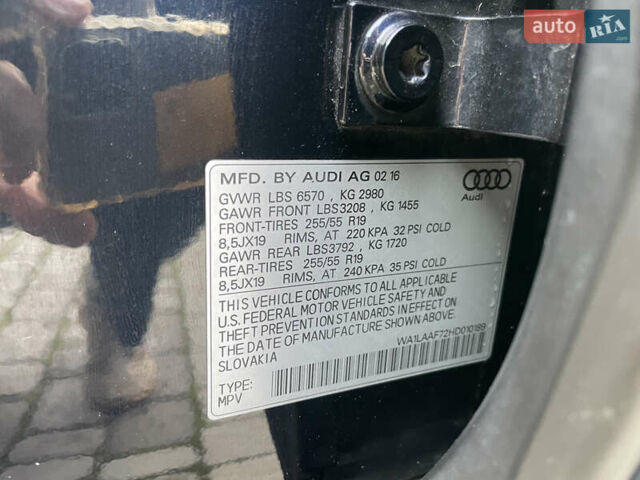 auto RIA
.com
MFD. BY AUDI AG 02 16
GVWR LBS 6570 , KG 2980
GAWR FRONT LBS3208 , KG 1455
FRONT-TIRES 255/55 R19
8,5JX19 RIMS, AT 220 KPA 32 PSI COLD
GAWR REAR LBS3792 , KG 1720
REAR-TIRES 255/55 R19
8,5JX19 RIMS, AT 240 KPA 35 PSI COLD
Audi
THIS VEHICLE CONFORMS TO ALL APPLICABLE
U.S. FEDERAL MOTOR VEHICLE SAFETY AND
THEFT PREVENTION STANDARDS IN EFFECT ON
THE DATE OF MANUFACTURE SHOWN ABOVE
SLOVAKIA
WA1LAAF72HD010189
TYPE:
MPV